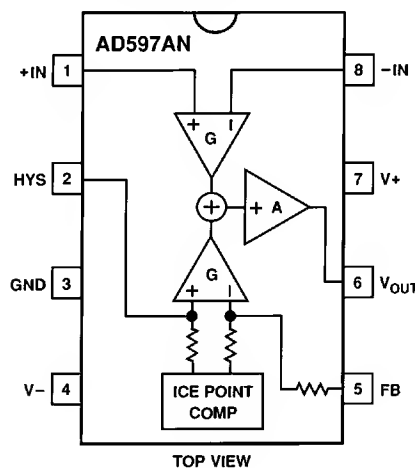 AD597AN
+IN 1
8 −IN
+ −
G
HYS 2
7 V+
+
+ A
GND 3
G
6 VOUT
+ −
V− 4
ICE POINT
COMP
5 FB
TOP VIEW